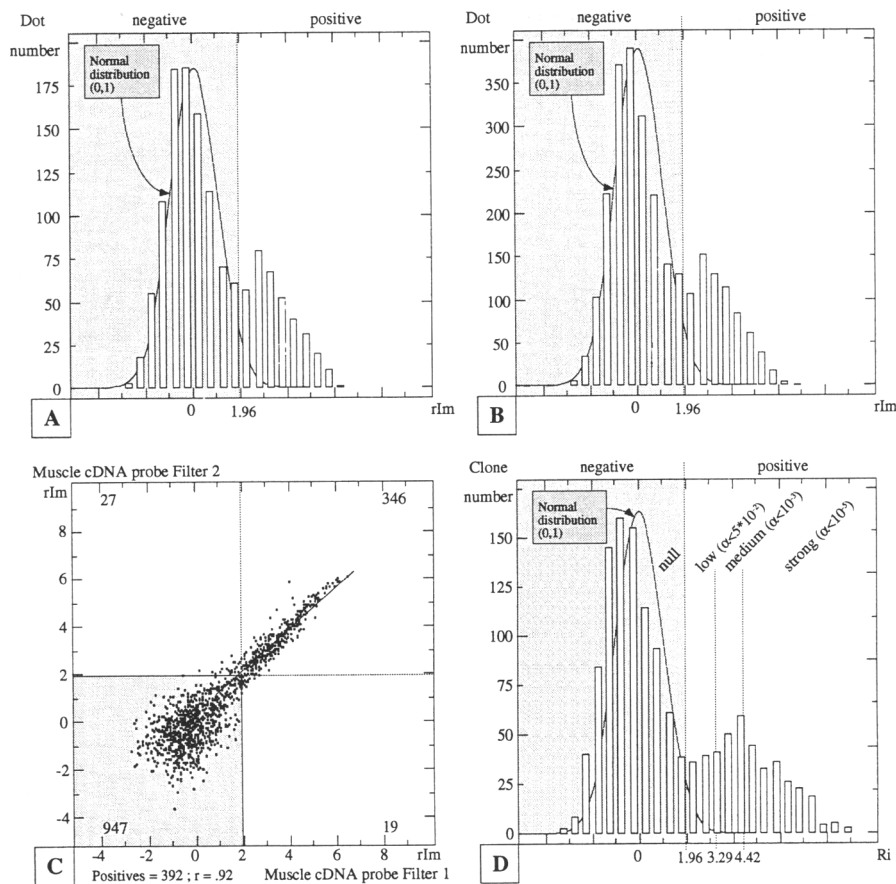 Dot negative positive
number
Normal
distribution
(0,1)
175
150
125
100
75
50
25
0
0 1.96 rIm
A
Dot negative positive
number
Normal
distribution
(0,1)
350
300
250
200
150
100
50
0
0 1.96 rIm
B
Muscle cDNA probe Filter 2
rIm
27 346
8
6
4
2
0
-2
-4
947 19
-4 -2 0 2 4 6 8 rIm
C
Positives = 392 ; r = .92 Muscle cDNA probe Filter 1
Clone negative positive
number
Normal
distribution
(0,1)
null
low (α<5*10⁻²)
medium (α<10⁻³)
strong (α<10⁻⁵)
150
125
100
75
50
25
0
0 1.96 3.29 4.42 Ri
D